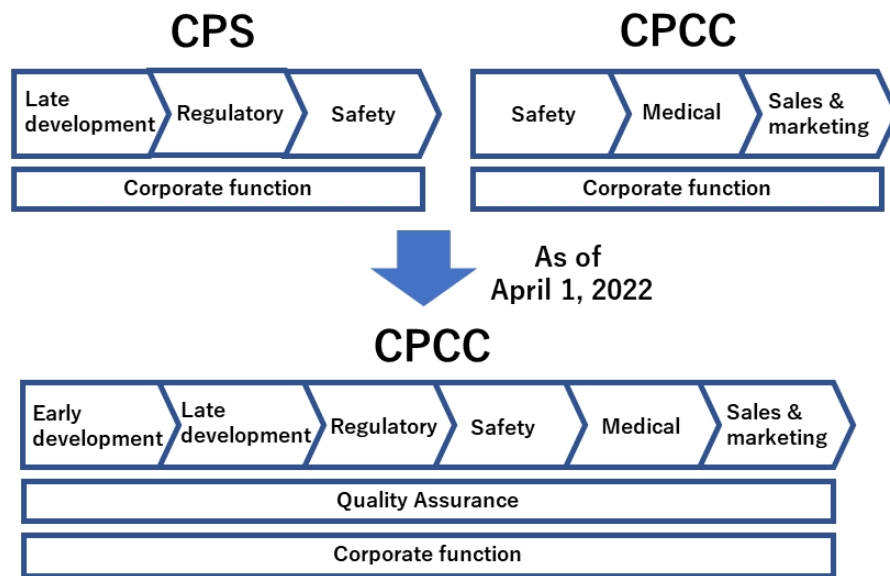 CPS
CPCC
Late
development
Regulatory
Safety
Safety
Medical
Sales &
marketing
Corporate function
Corporate function
As of
April 1, 2022
CPCC
Early
development
Late
development
Regulatory
Safety
Medical
Sales &
marketing
Quality Assurance
Corporate function